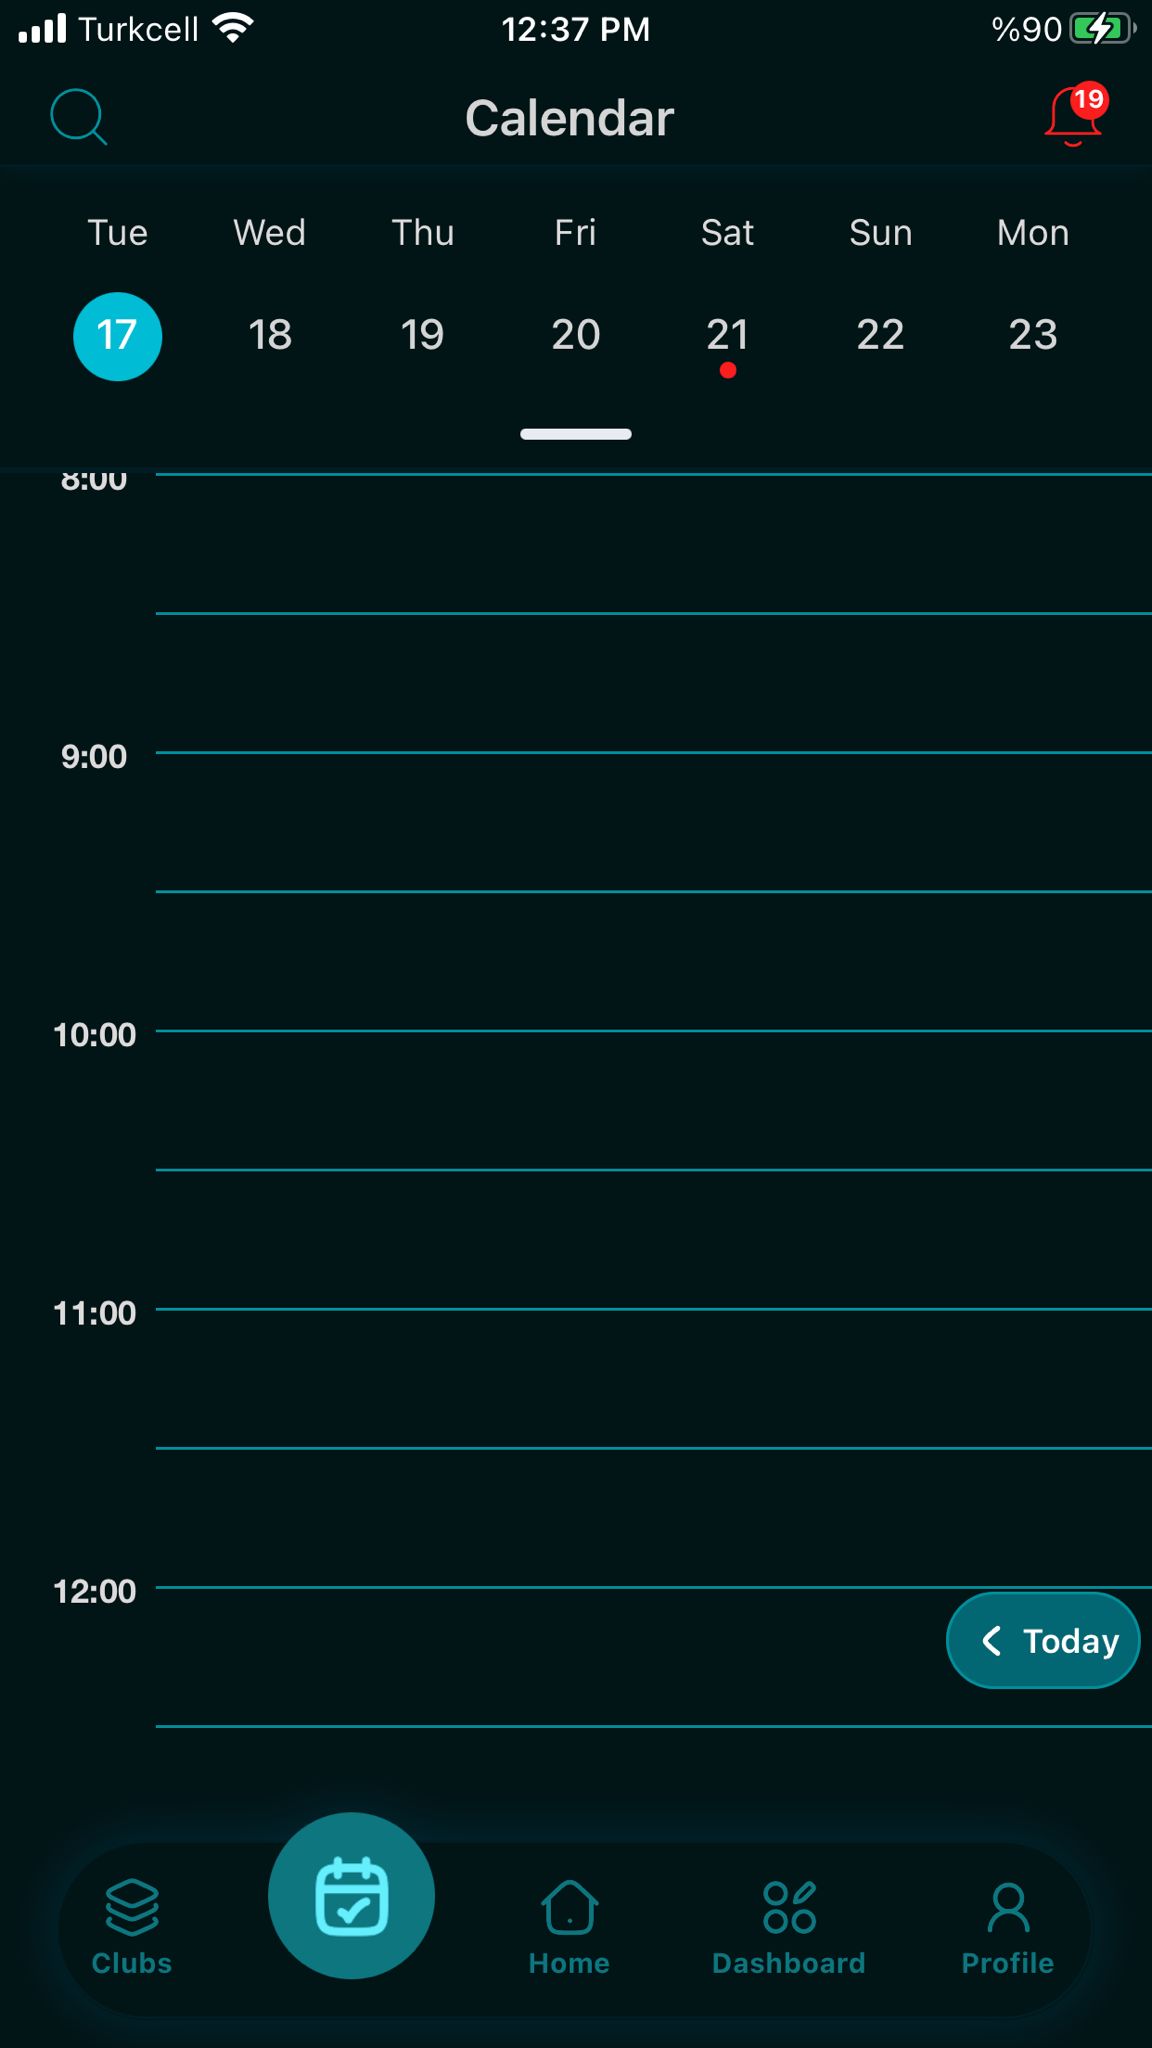 Turkcell 12:37 PM %90
Calendar 19
Tue Wed Thu Fri Sat Sun Mon
17 18 19 20 21 22 23
8:00
9:00
10:00
11:00
12:00
Today
Clubs Home Dashboard Profile